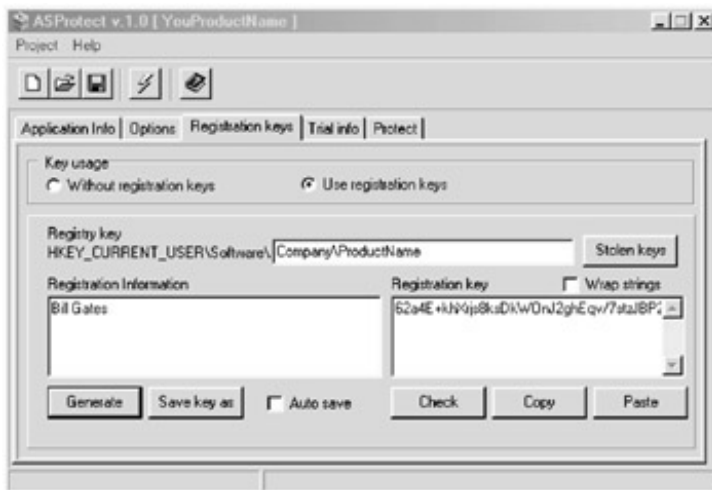 ASProtect v.1.0 [ YouProductName ]
Project Help
Application Info Options Registration keys Trial info Protect
Key usage
Without registration keys Use registration keys
Registry key
HKEY_CURRENT_USER\Software\ Company\ProductName Stolen keys
Registration Information Registration key Wrap strings
Bill Gates
Generate Save key as Auto save Check Copy Paste